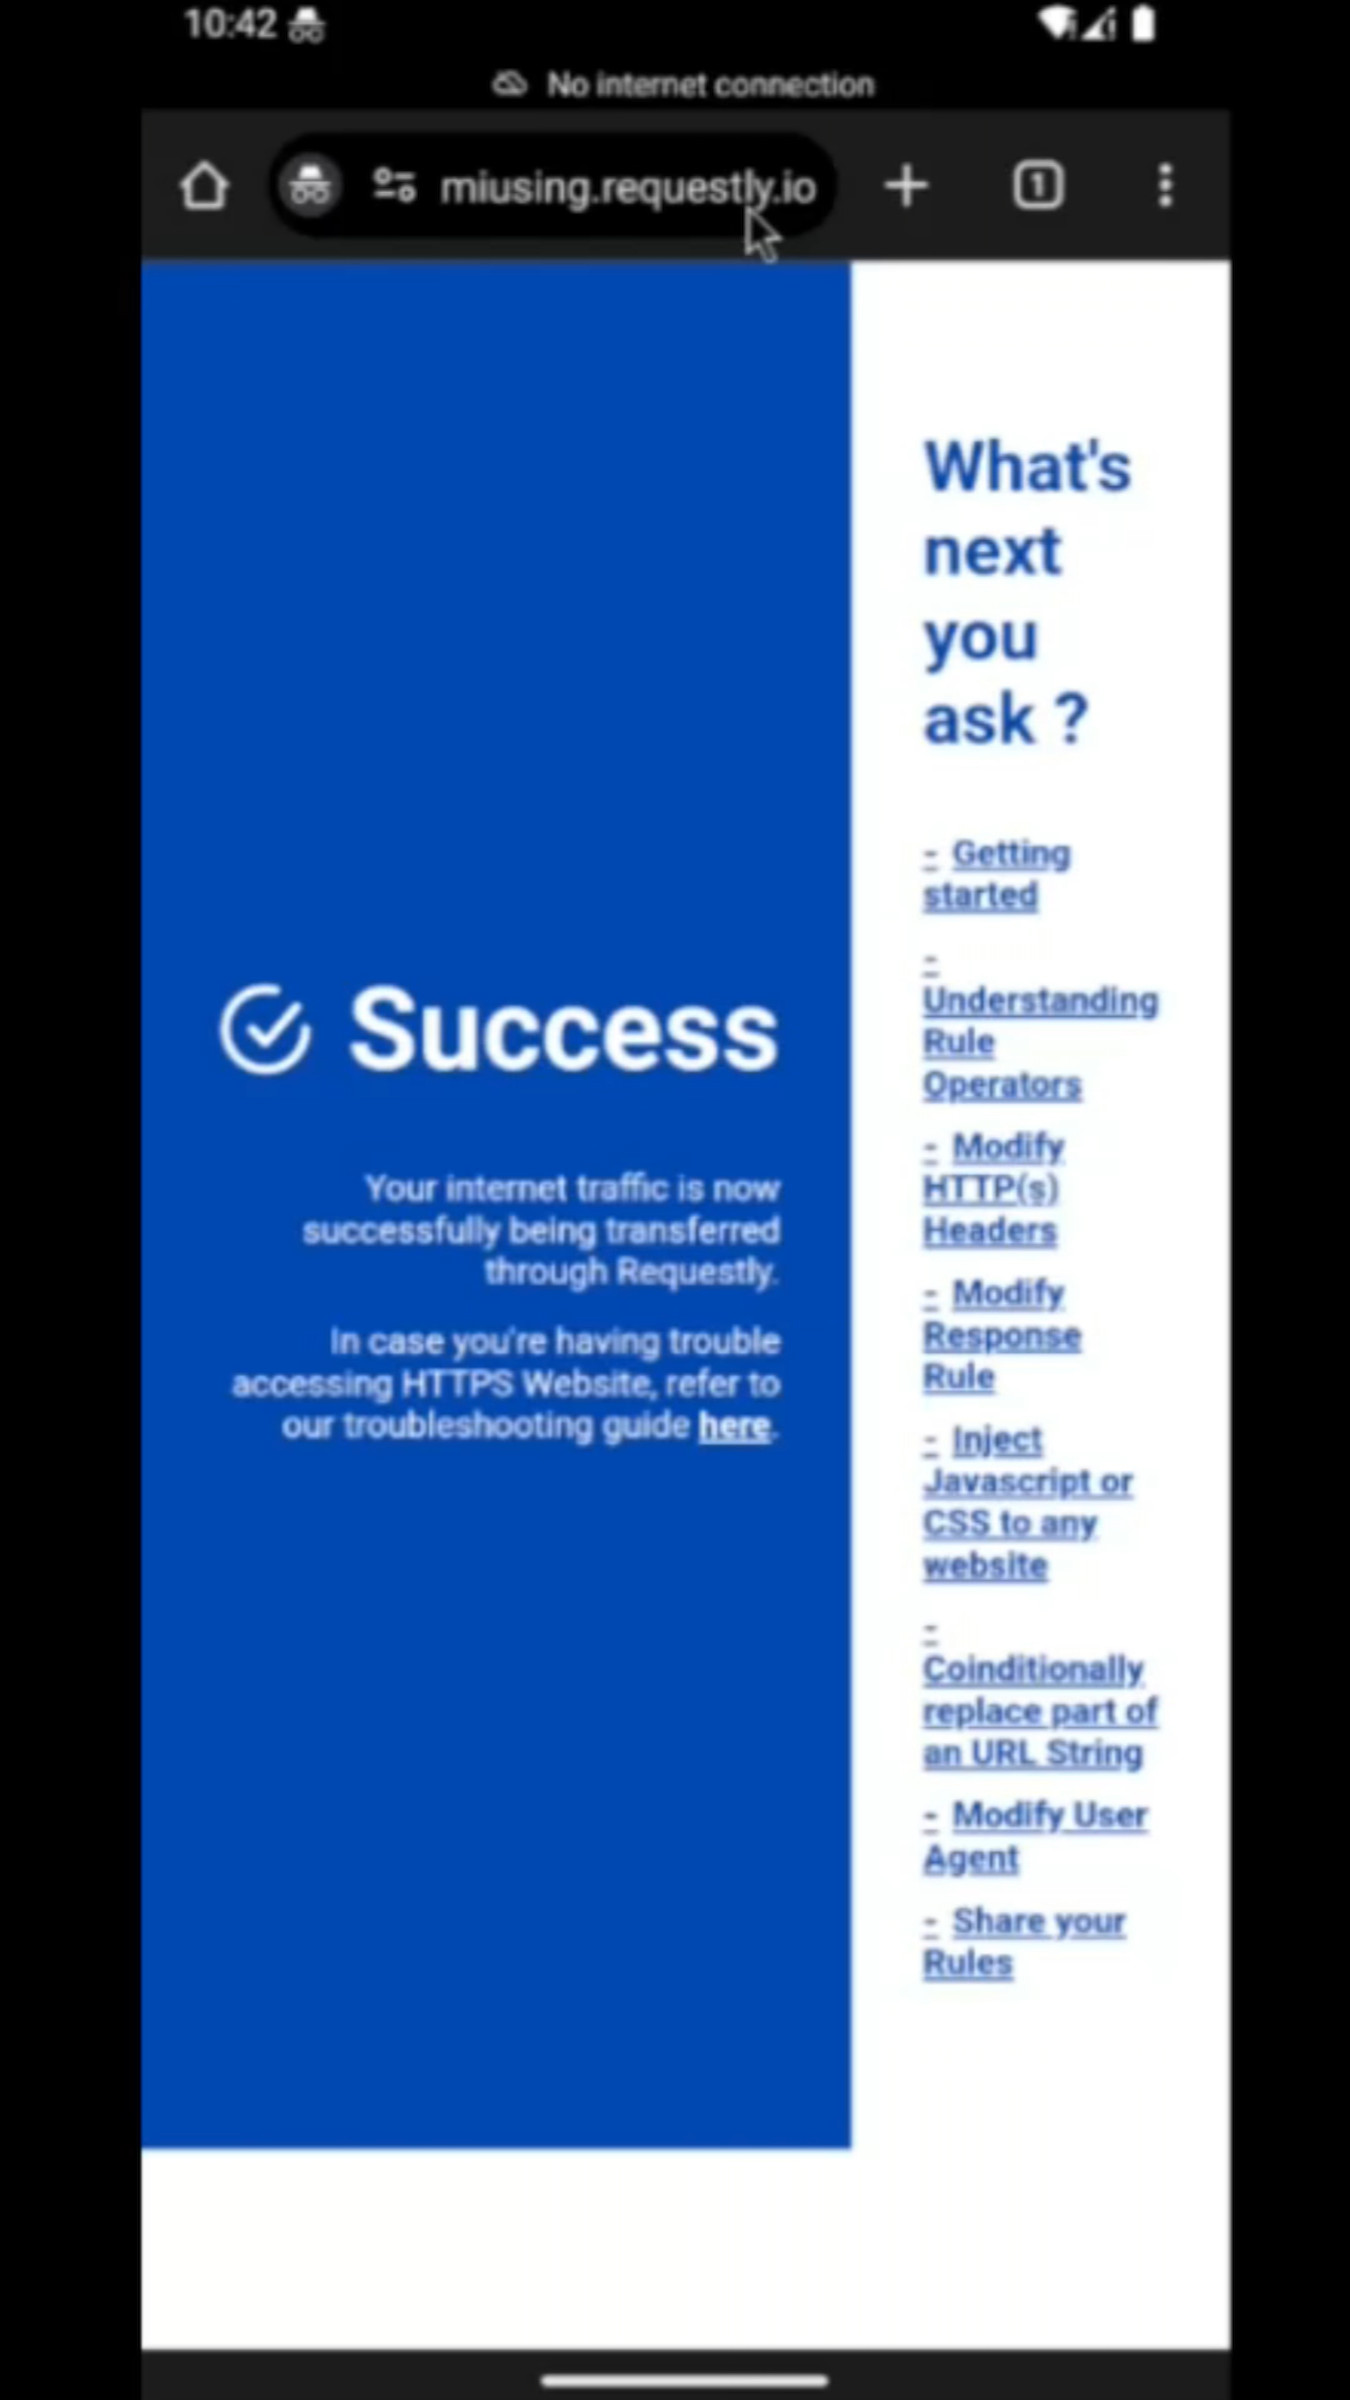 10:42
No internet connection
miusing.requestly.io
1
Success
Your internet traffic is now
successfully being transferred
through Requestly.
In case you're having trouble
accessing HTTPS Website, refer to
our troubleshooting guide here.
What's
next
you
ask ?
- Getting
started
-
Understanding
Rule
Operators
- Modify
HTTP(s)
Headers
- Modify
Response
Rule
- Inject
Javascript or
CSS to any
website
-
Coinditionally
replace part of
an URL String
- Modify User
Agent
- Share your
Rules